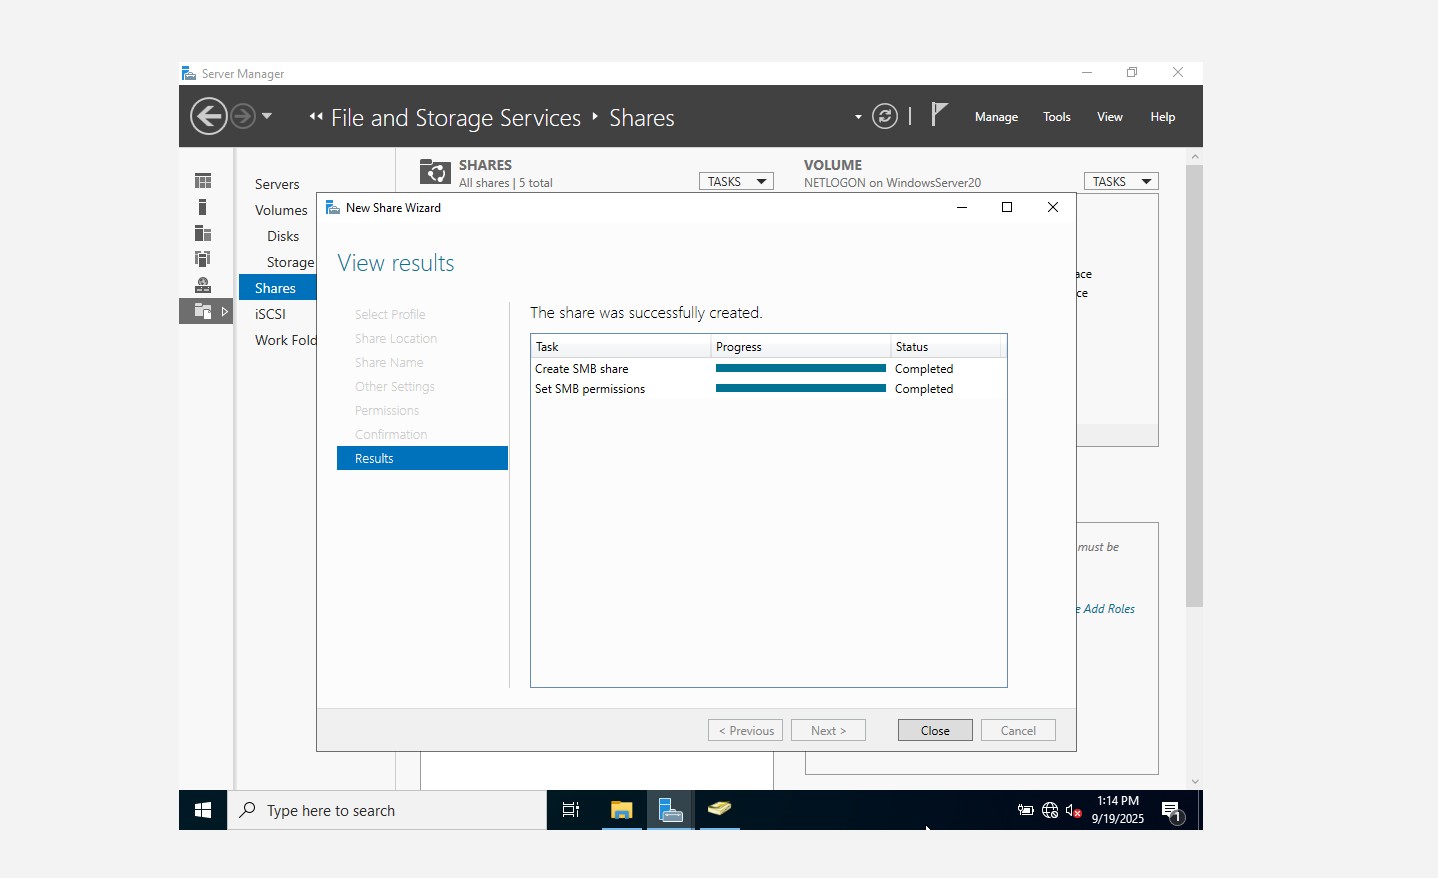 Server Manager
File and Storage Services
Shares
Manage
Tools
View
Help
Servers
Volumes
Disks
Storage
Shares
iSCSI
Work Fold
SHARES
All shares | 5 total
TASKS
VOLUME
NETLOGON on WindowsServer20
TASKS
New Share Wizard
View results
Select Profile
Share Location
Share Name
Other Settings
Permissions
Confirmation
Results
The share was successfully created.
Task Progress Status
Create SMB share Completed
Set SMB permissions Completed
< Previous
Next >
Close
Cancel
ace
ce
must be
e Add Roles
Type here to search
1:14 PM
9/19/2025
1